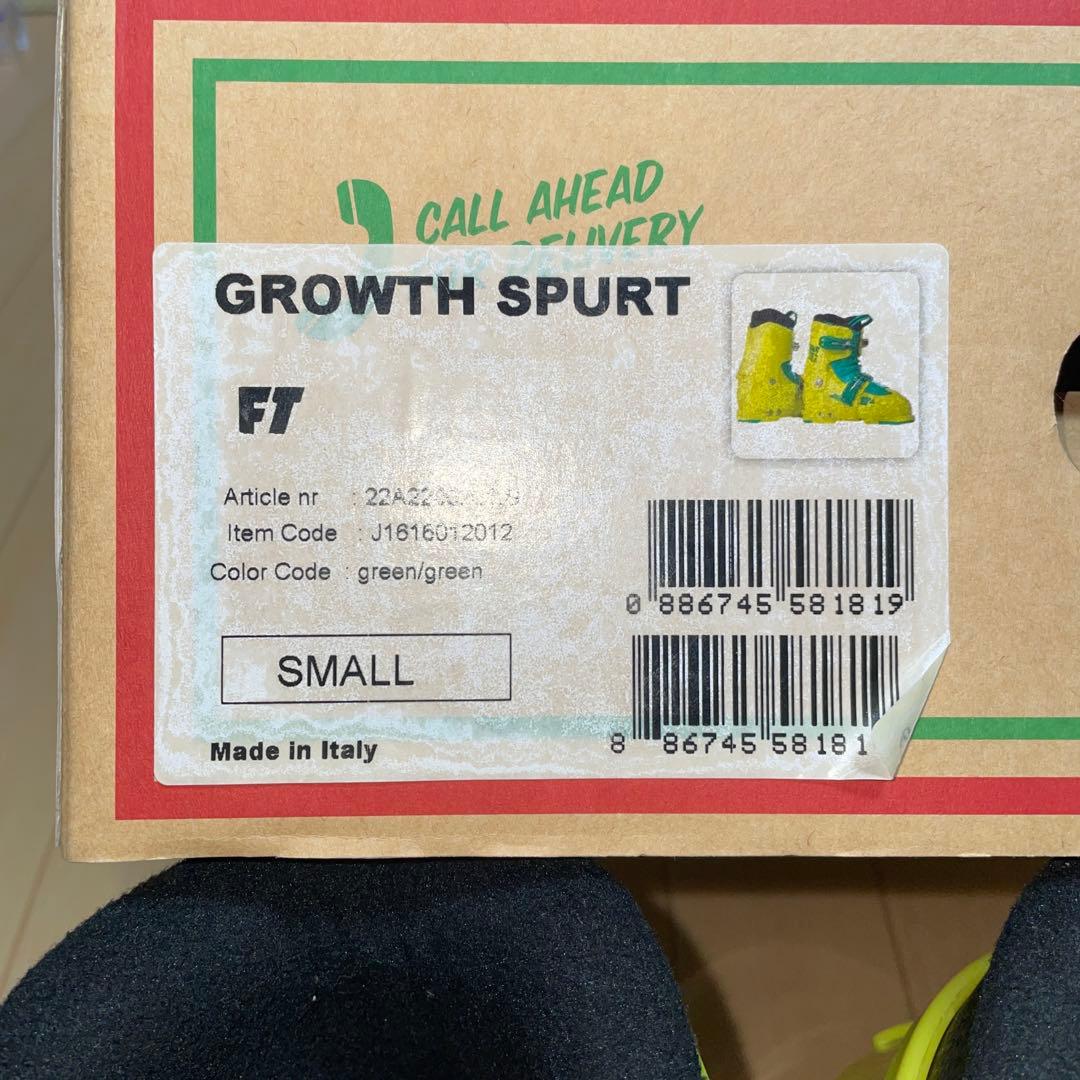 CALL AHEAD
DELIVERY
GROWTH SPURT
FT
Article nr :
Item Code : J1616012012
Color Code : green/green
0 886745 581819
SMALL
8 86745 58181
Made in Italy